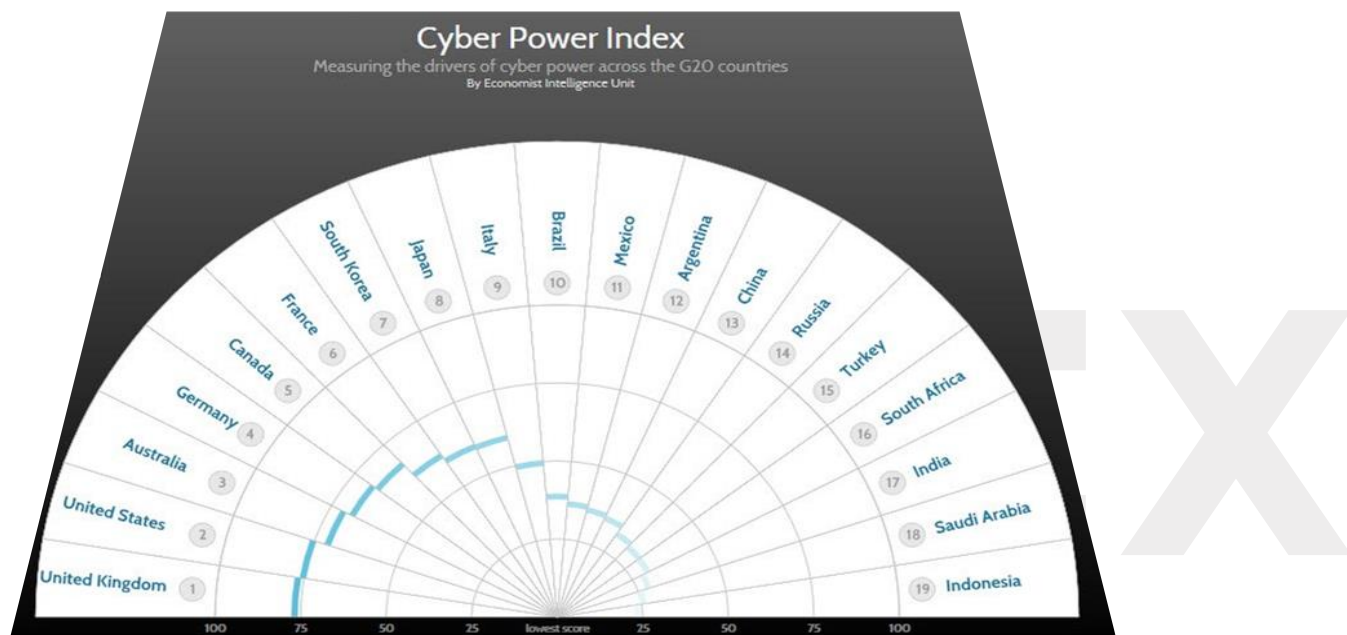 Cyber Power Index
Measuring the drivers of cyber power across the G20 countries
By Economist Intelligence Unit
United Kingdom 1
United States 2
Australia 3
Germany 4
Canada 5
France 6
South Korea 7
Japan 8
Italy 9
Brazil 10
Mexico 11
Argentina 12
China 13
Russia 14
Turkey 15
South Africa 16
India 17
Saudi Arabia 18
Indonesia 19
100 75 50 25 lowest score 25 50 75 100